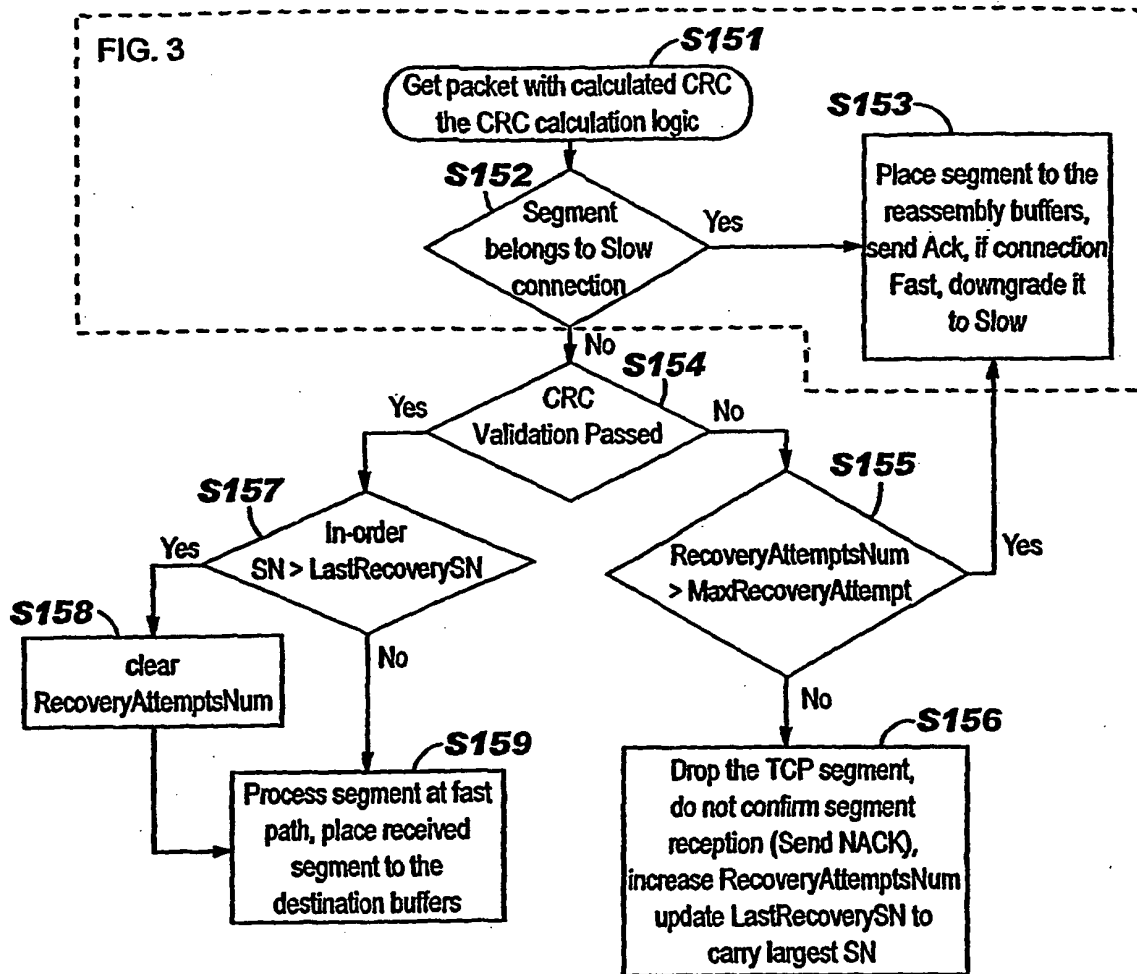 FIG. 3
S151
Get packet with calculated CRC
the CRC calculation logic
S152
Segment
belongs to Slow
connection
Yes
S153
Place segment to the
reassembly buffers,
send Ack, if connection
Fast, downgrade it
to Slow
No
S154
CRC
Validation Passed
Yes
No
S155
RecoveryAttemptsNum
> MaxRecoveryAttempt
Yes
S157
In-order
SN > LastRecoverySN
Yes
S158
clear
RecoveryAttemptsNum
No
No
S159
Process segment at fast
path, place received
segment to the
destination buffers
S156
Drop the TCP segment,
do not confirm segment
reception (Send NACK),
increase RecoveryAttemptsNum
update LastRecoverySN to
carry largest SN